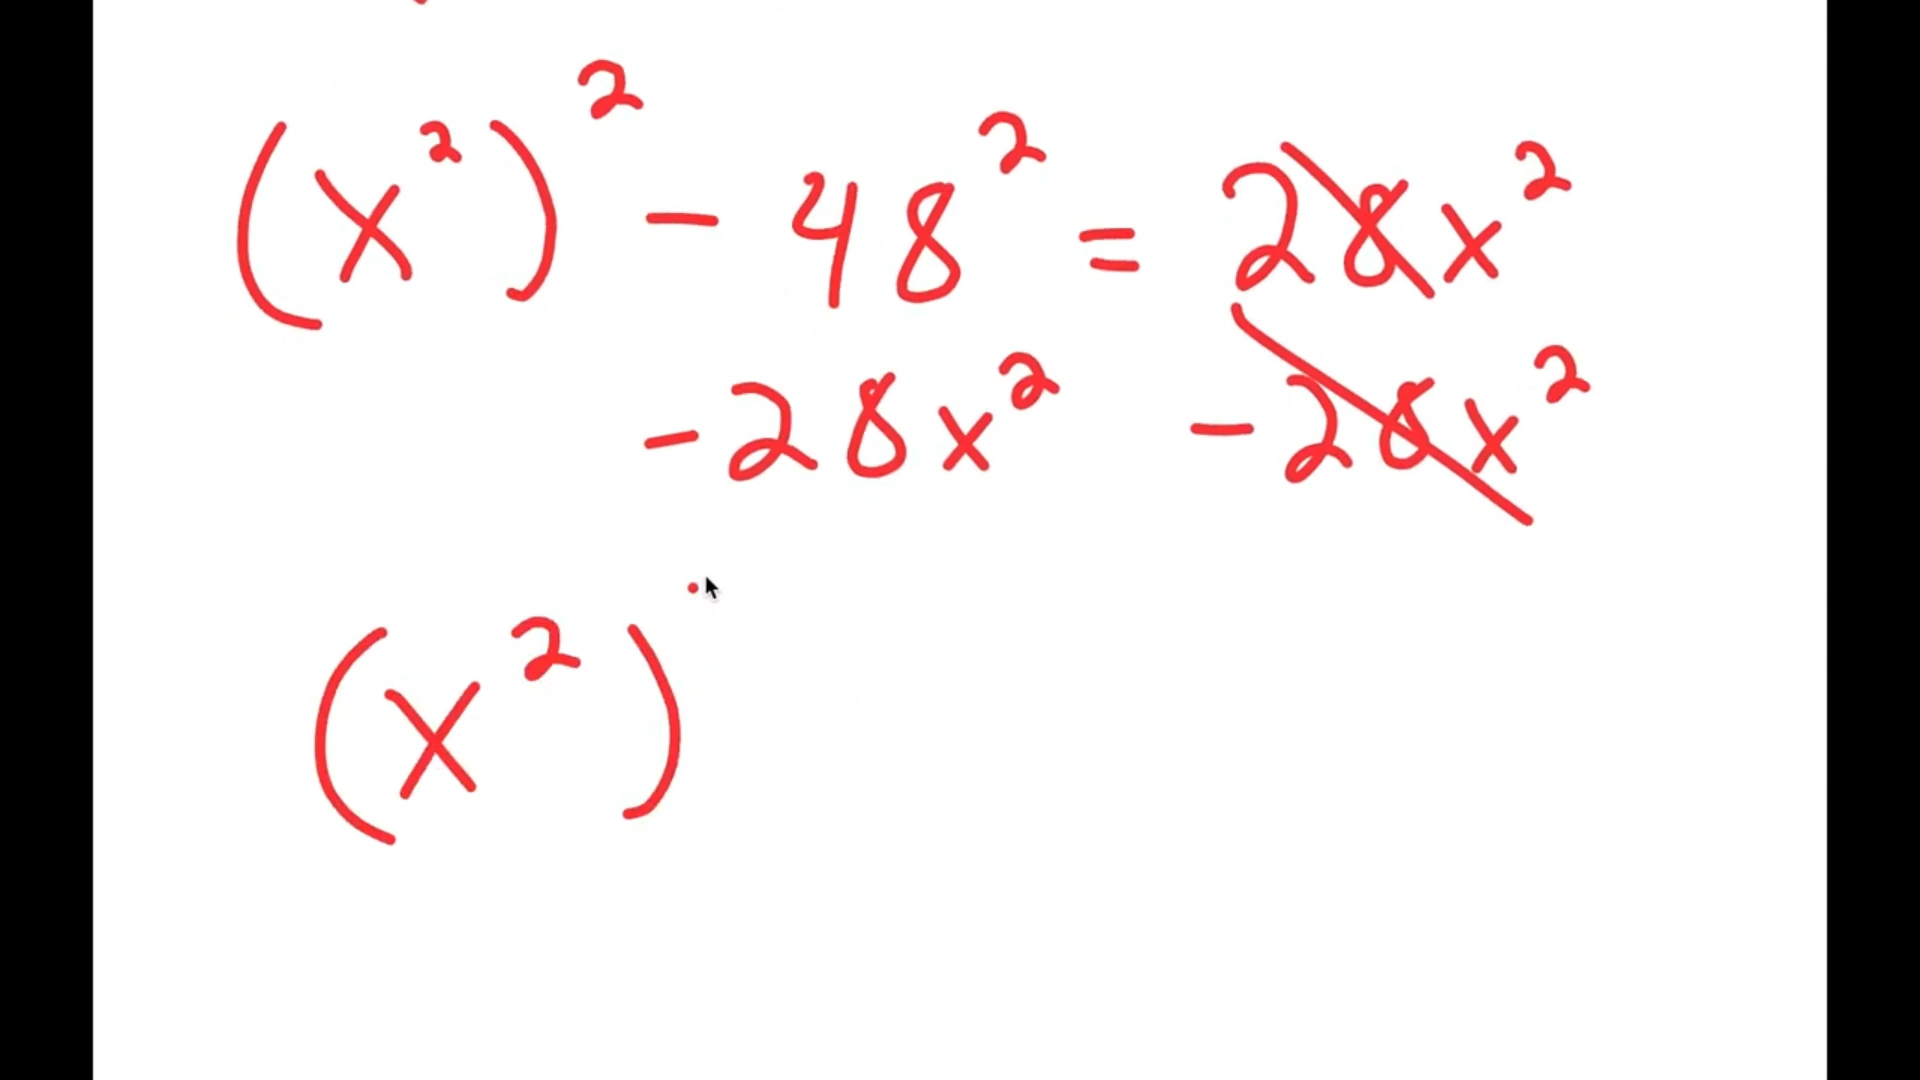 (x²)² - 48² = 28x²
-28x² -28x²
(x²)